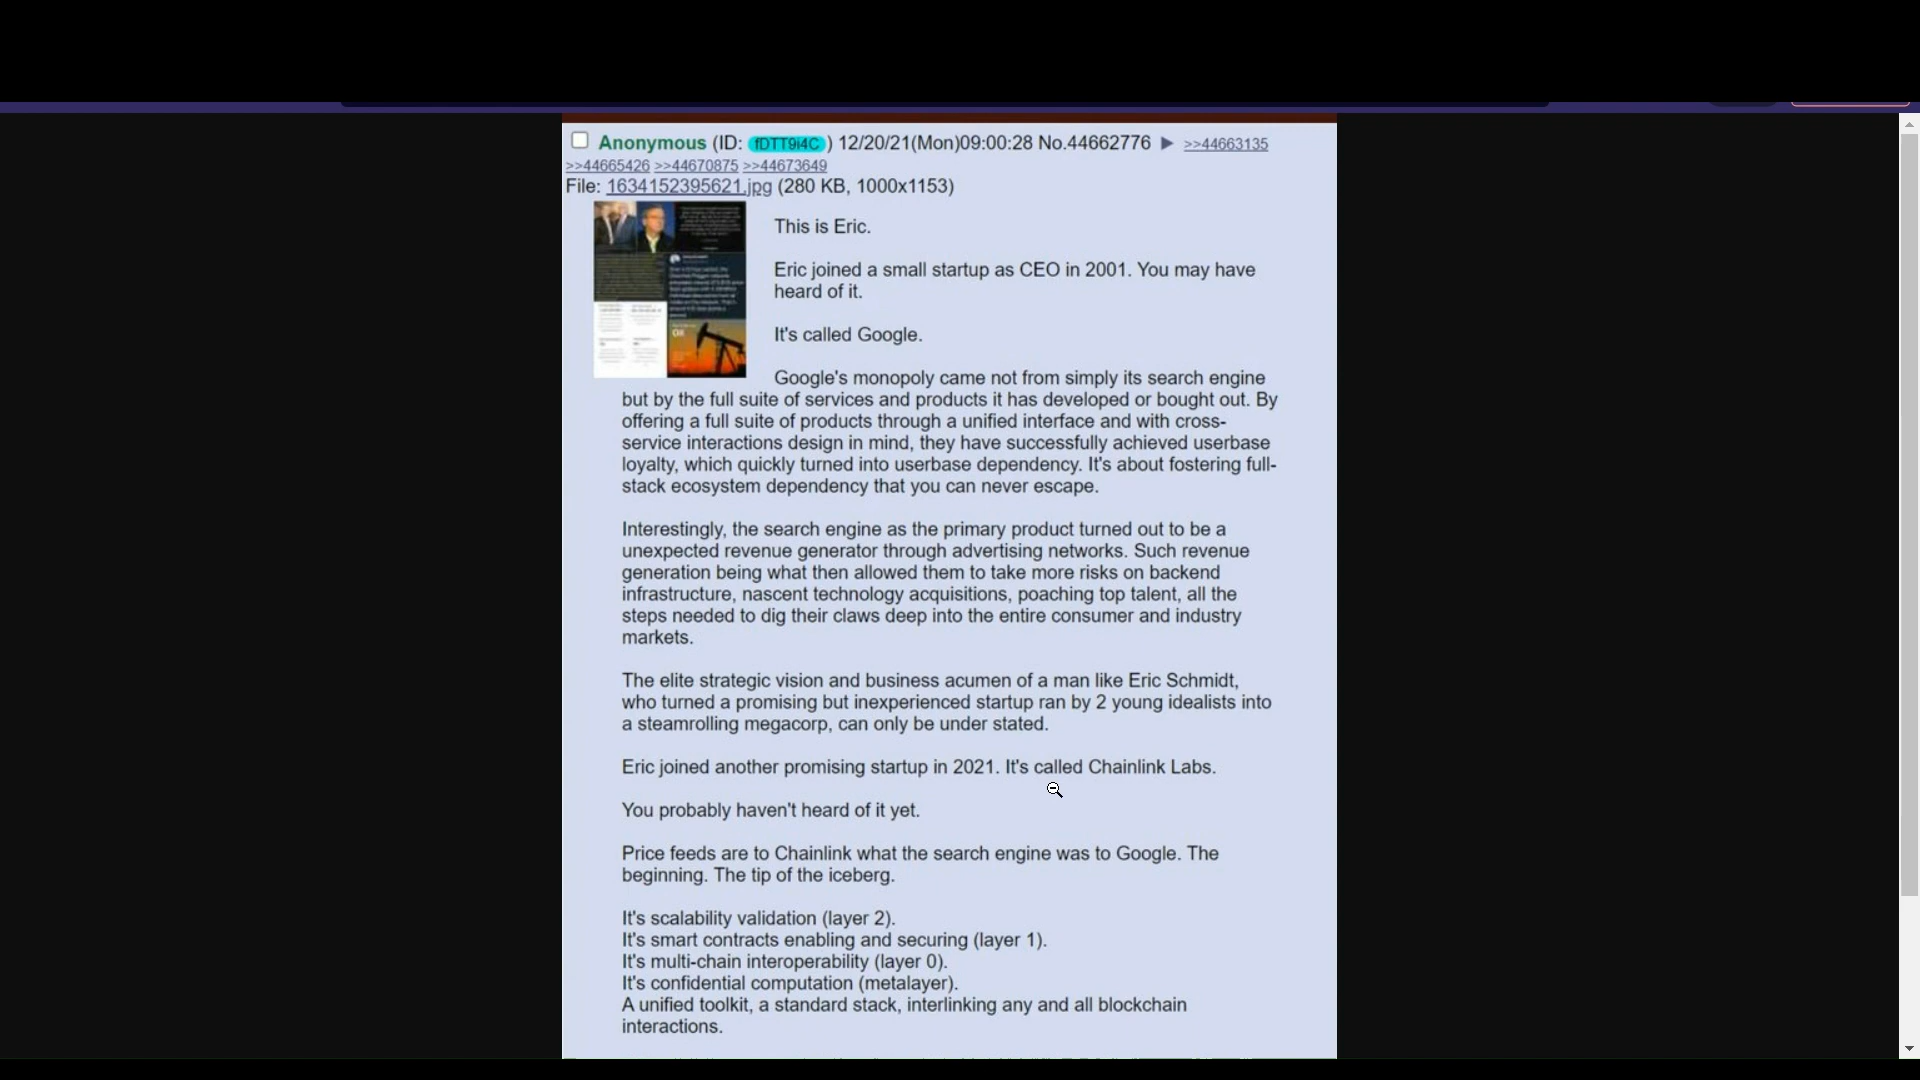 Anonymous (ID: fDTT9i4C) 12/20/21(Mon)09:00:28 No.44662776 ▶ >>44663135
>>44665426 >>44670875 >>44673649
File: 1634152395621.jpg (280 KB, 1000x1153)
This is Eric.
Eric joined a small startup as CEO in 2001. You may have
heard of it.
It's called Google.
Oil
Google's monopoly came not from simply its search engine
but by the full suite of services and products it has developed or bought out. By
offering a full suite of products through a unified interface and with cross-
service interactions design in mind, they have successfully achieved userbase
loyalty, which quickly turned into userbase dependency. It's about fostering full-
stack ecosystem dependency that you can never escape.
Interestingly, the search engine as the primary product turned out to be a
unexpected revenue generator through advertising networks. Such revenue
generation being what then allowed them to take more risks on backend
infrastructure, nascent technology acquisitions, poaching top talent, all the
steps needed to dig their claws deep into the entire consumer and industry
markets.
The elite strategic vision and business acumen of a man like Eric Schmidt,
who turned a promising but inexperienced startup ran by 2 young idealists into
a steamrolling megacorp, can only be under stated.
Eric joined another promising startup in 2021. It's called Chainlink Labs.
You probably haven't heard of it yet.
Price feeds are to Chainlink what the search engine was to Google. The
beginning. The tip of the iceberg.
It's scalability validation (layer 2).
It's smart contracts enabling and securing (layer 1).
It's multi-chain interoperability (layer 0).
It's confidential computation (metalayer).
A unified toolkit, a standard stack, interlinking any and all blockchain
interactions.